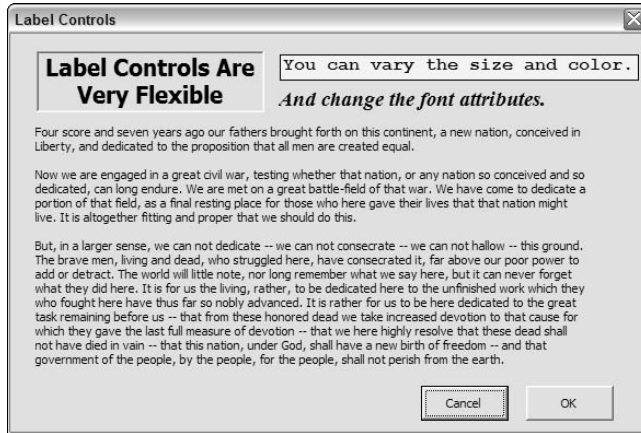 Label Controls
Label Controls Are
Very Flexible
You can vary the size and color.
And change the font attributes.
Four score and seven years ago our fathers brought forth on this continent, a new nation, conceived in
Liberty, and dedicated to the proposition that all men are created equal.
Now we are engaged in a great civil war, testing whether that nation, or any nation so conceived and so
dedicated, can long endure. We are met on a great battle-field of that war. We have come to dedicate a
portion of that field, as a final resting place for those who here gave their lives that that nation might
live. It is altogether fitting and proper that we should do this.
But, in a larger sense, we can not dedicate -- we can not consecrate -- we can not hallow -- this ground.
The brave men, living and dead, who struggled here, have consecrated it, far above our poor power to
add or detract. The world will little note, nor long remember what we say here, but it can never forget
what they did here. It is for us the living, rather, to be dedicated here to the unfinished work which they
who fought here have thus far so nobly advanced. It is rather for us to be here dedicated to the great
task remaining before us -- that from these honored dead we take increased devotion to that cause for
which they gave the last full measure of devotion -- that we here highly resolve that these dead shall
not have died in vain -- that this nation, under God, shall have a new birth of freedom -- and that
government of the people, by the people, for the people, shall not perish from the earth.
Cancel
OK